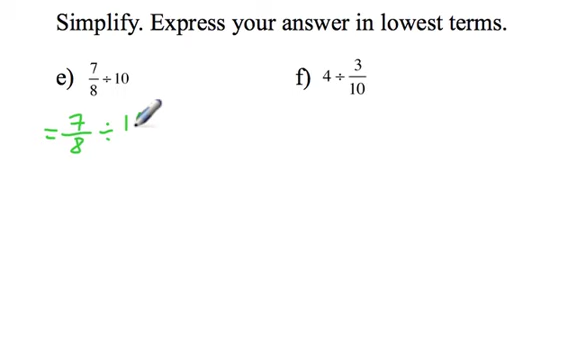 Simplify. Express your answer in lowest terms.
e) 7/8 ÷ 10
f) 4 ÷ 3/10
= 7/8 ÷ 1